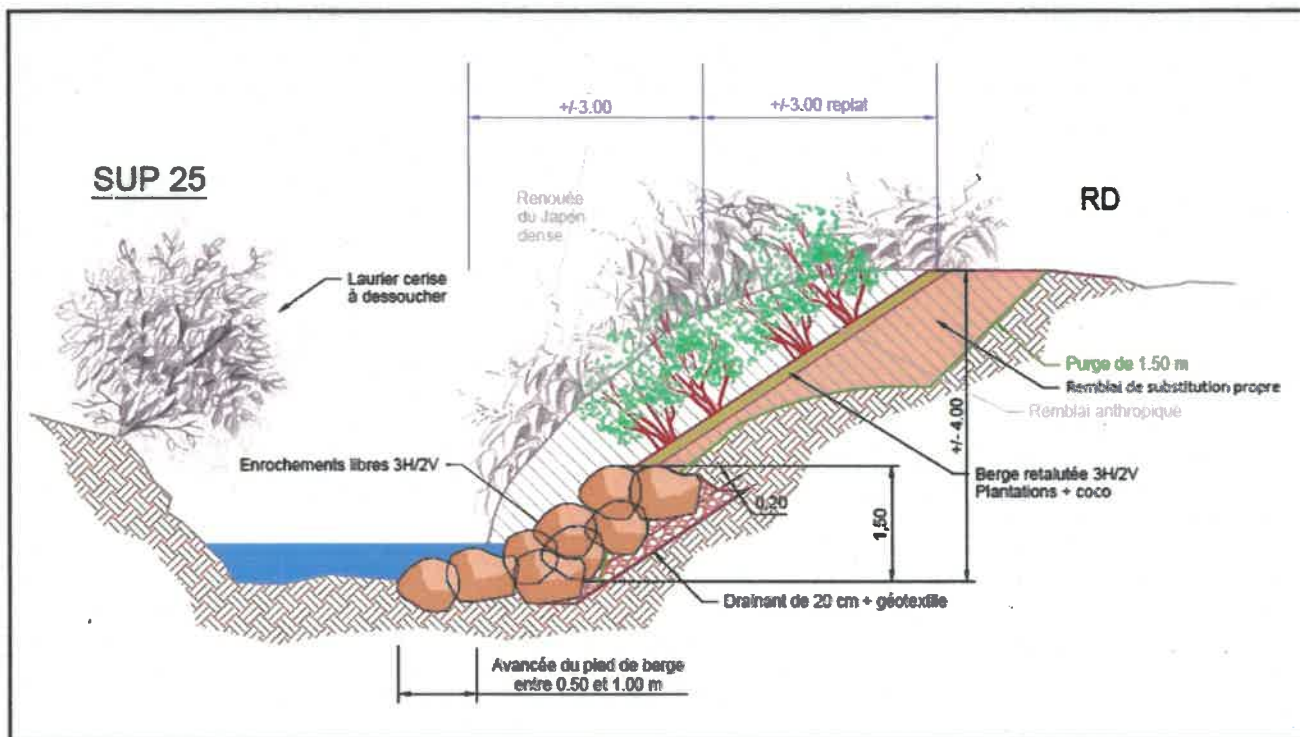 +/-3.00
+/-3.00 replat
SUP 25
RD
Renouée
du Japon
dense
Laurier cerise
à dessoucher
Purge de 1.50 m
Remblai de substitution propre
Remblai anthropique
+/- 4.00
Enrochements libres 3H/2V
Berge retalutée 3H/2V
Plantations + coco
0,20
1,50
Drainant de 20 cm + géotextille
Avancée du pied de berge
entre 0.50 et 1.00 m